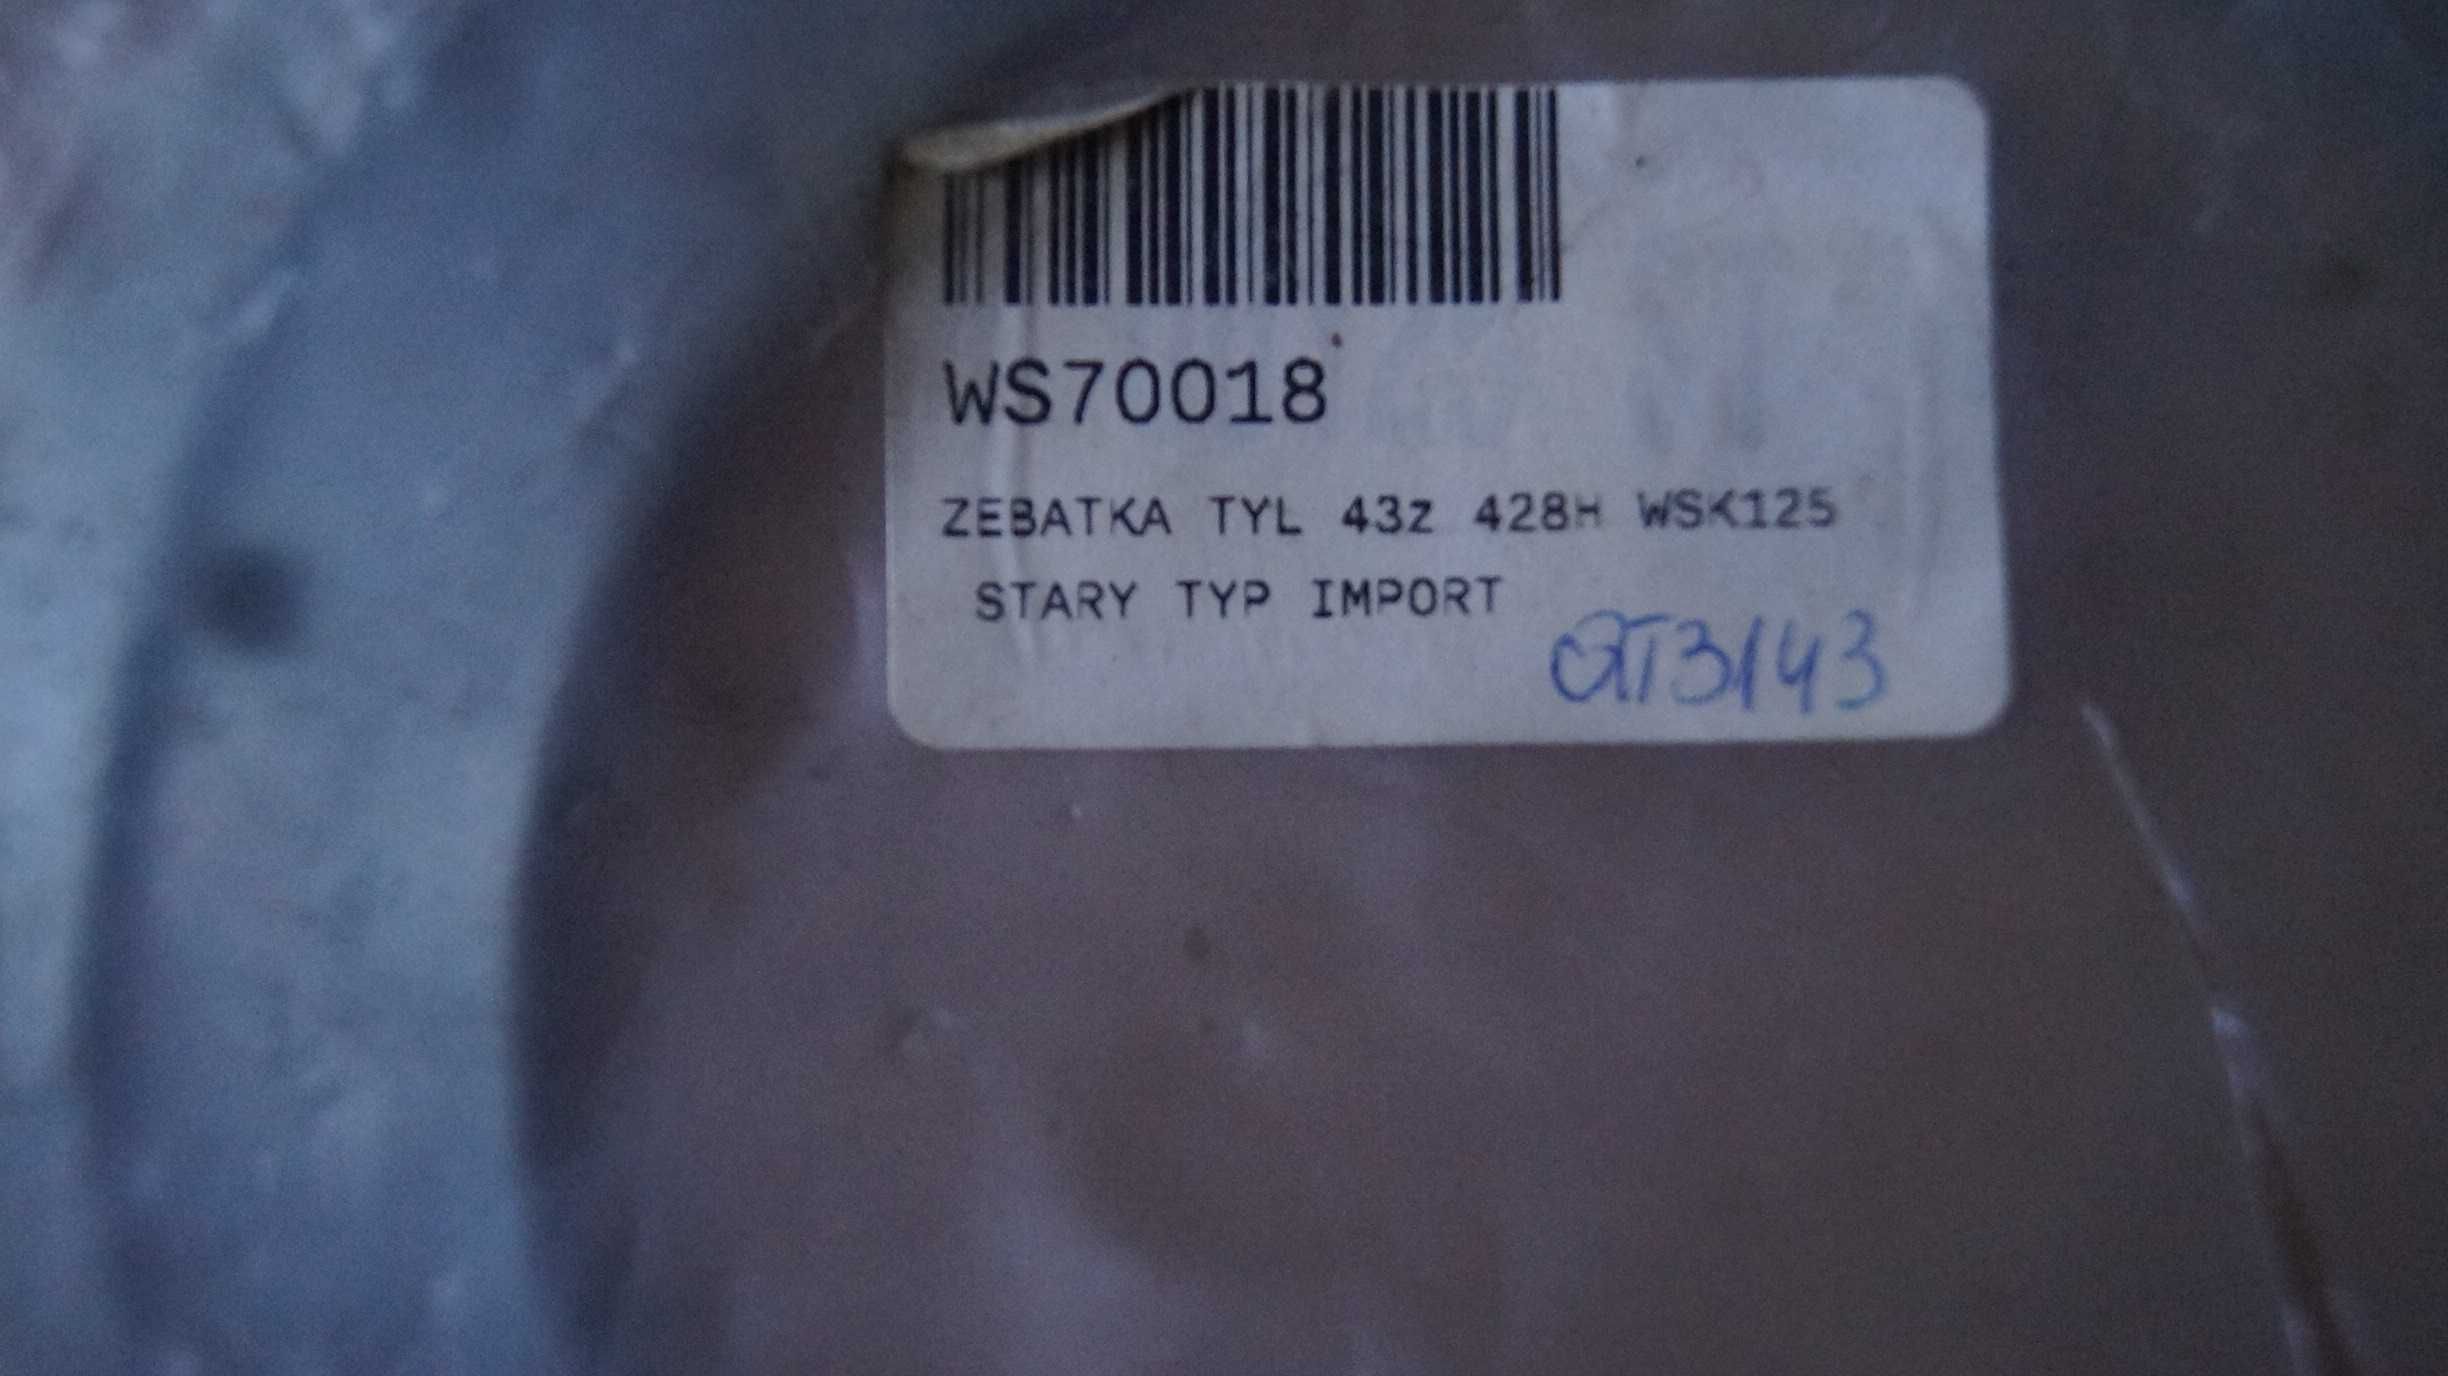 WS70018
ZEBATKA TYL 43z 428H WSK125
STARY TYP IMPORT